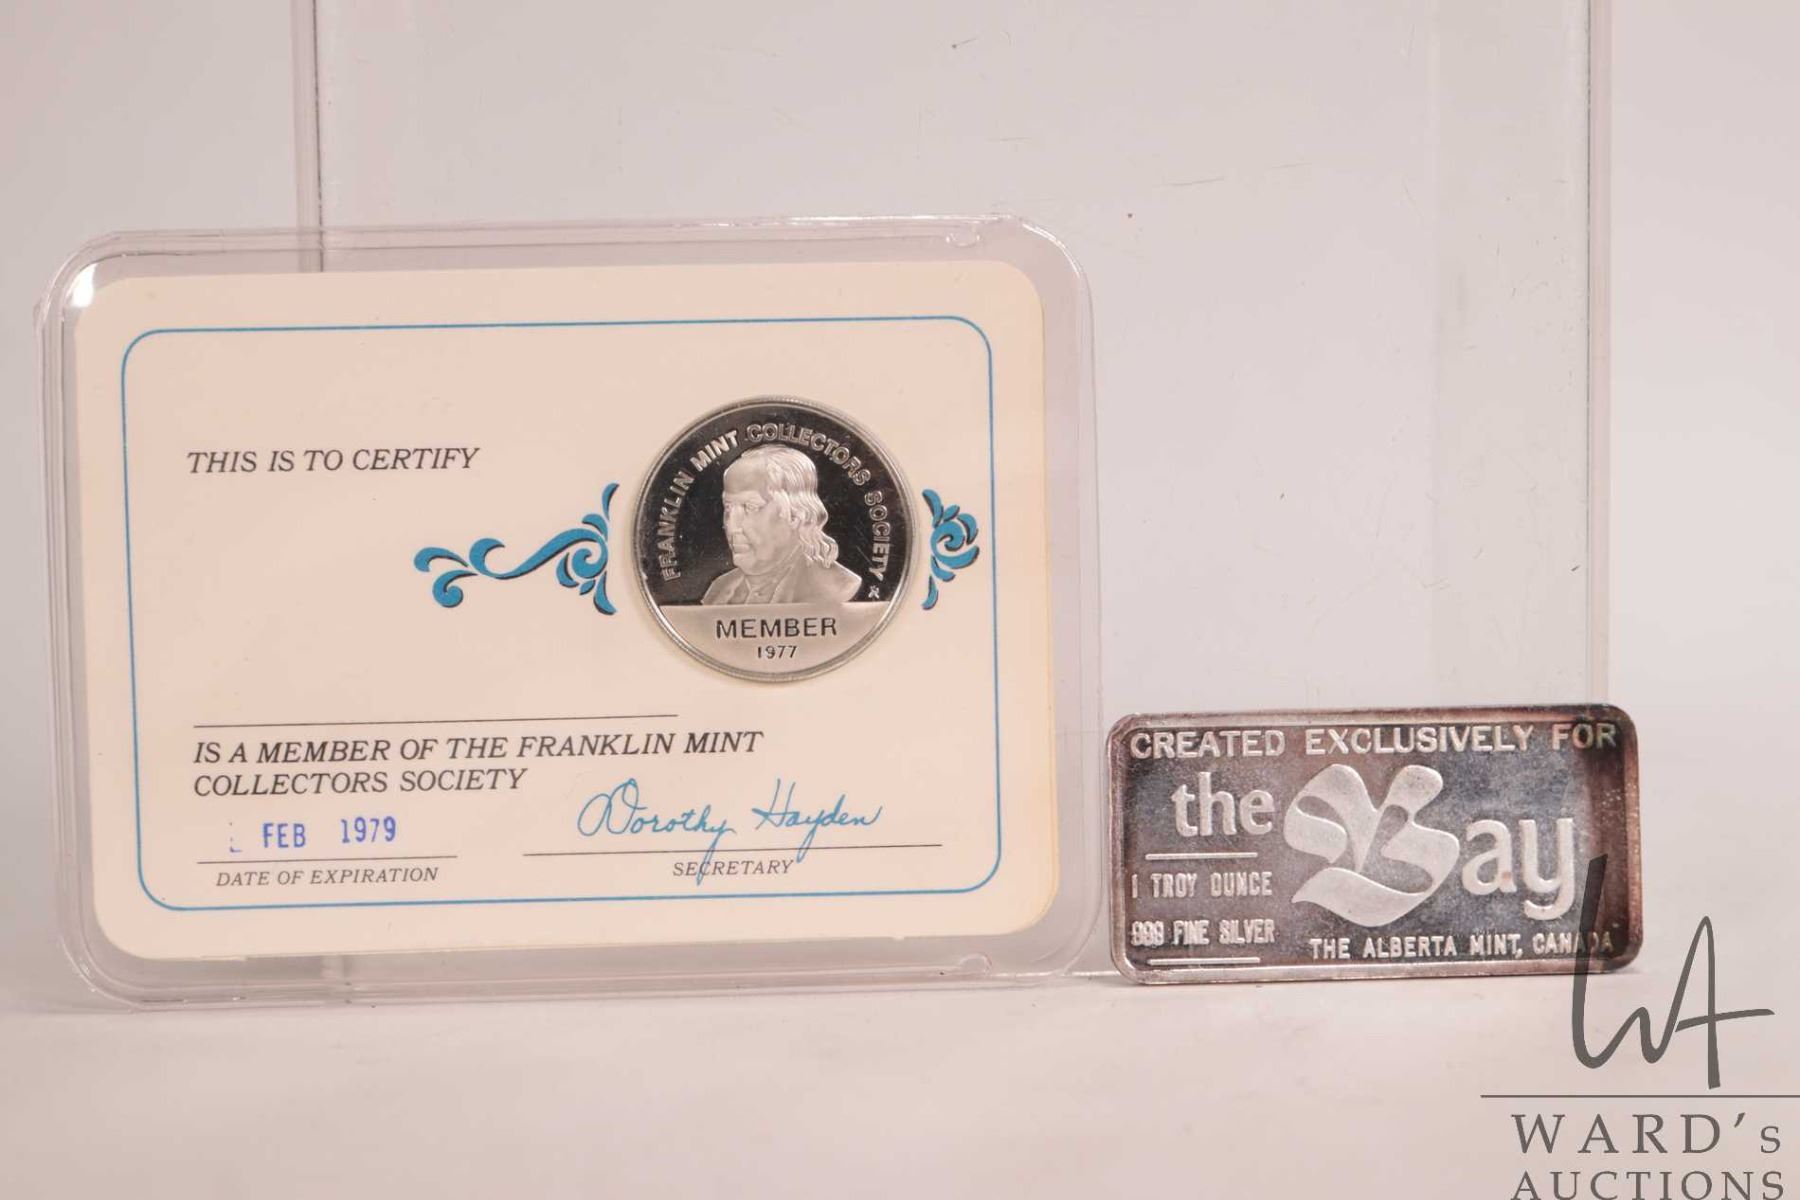 THIS IS TO CERTIFY
FRANKLIN MINT COLLECTORS SOCIETY
MEMBER
1977
IS A MEMBER OF THE FRANKLIN MINT
COLLECTORS SOCIETY
FEB 1979
Dorothy Hayden
DATE OF EXPIRATION
SECRETARY
CREATED EXCLUSIVELY FOR
the Bay
1 TROY OUNCE
999 FINE SILVER
THE ALBERTA MINT, CANADA
WA
WARD's
AUCTIONS